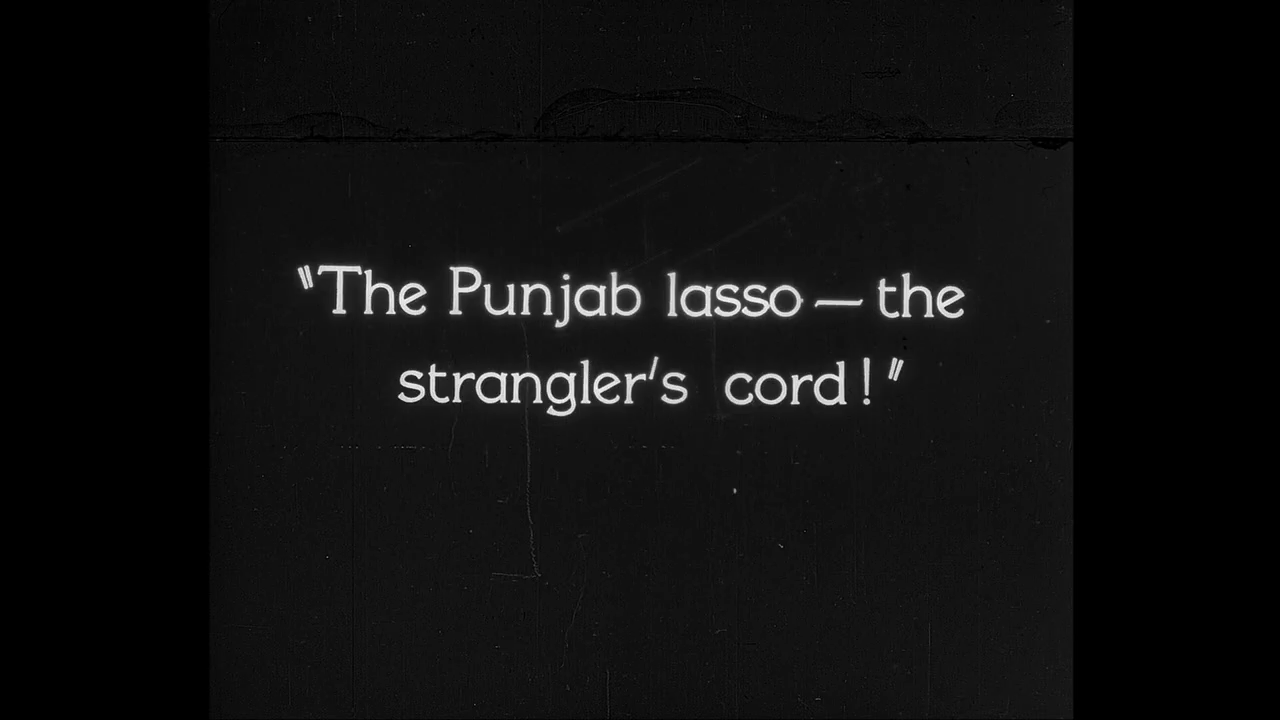 "The Punjab lasso — the
strangler's cord!"